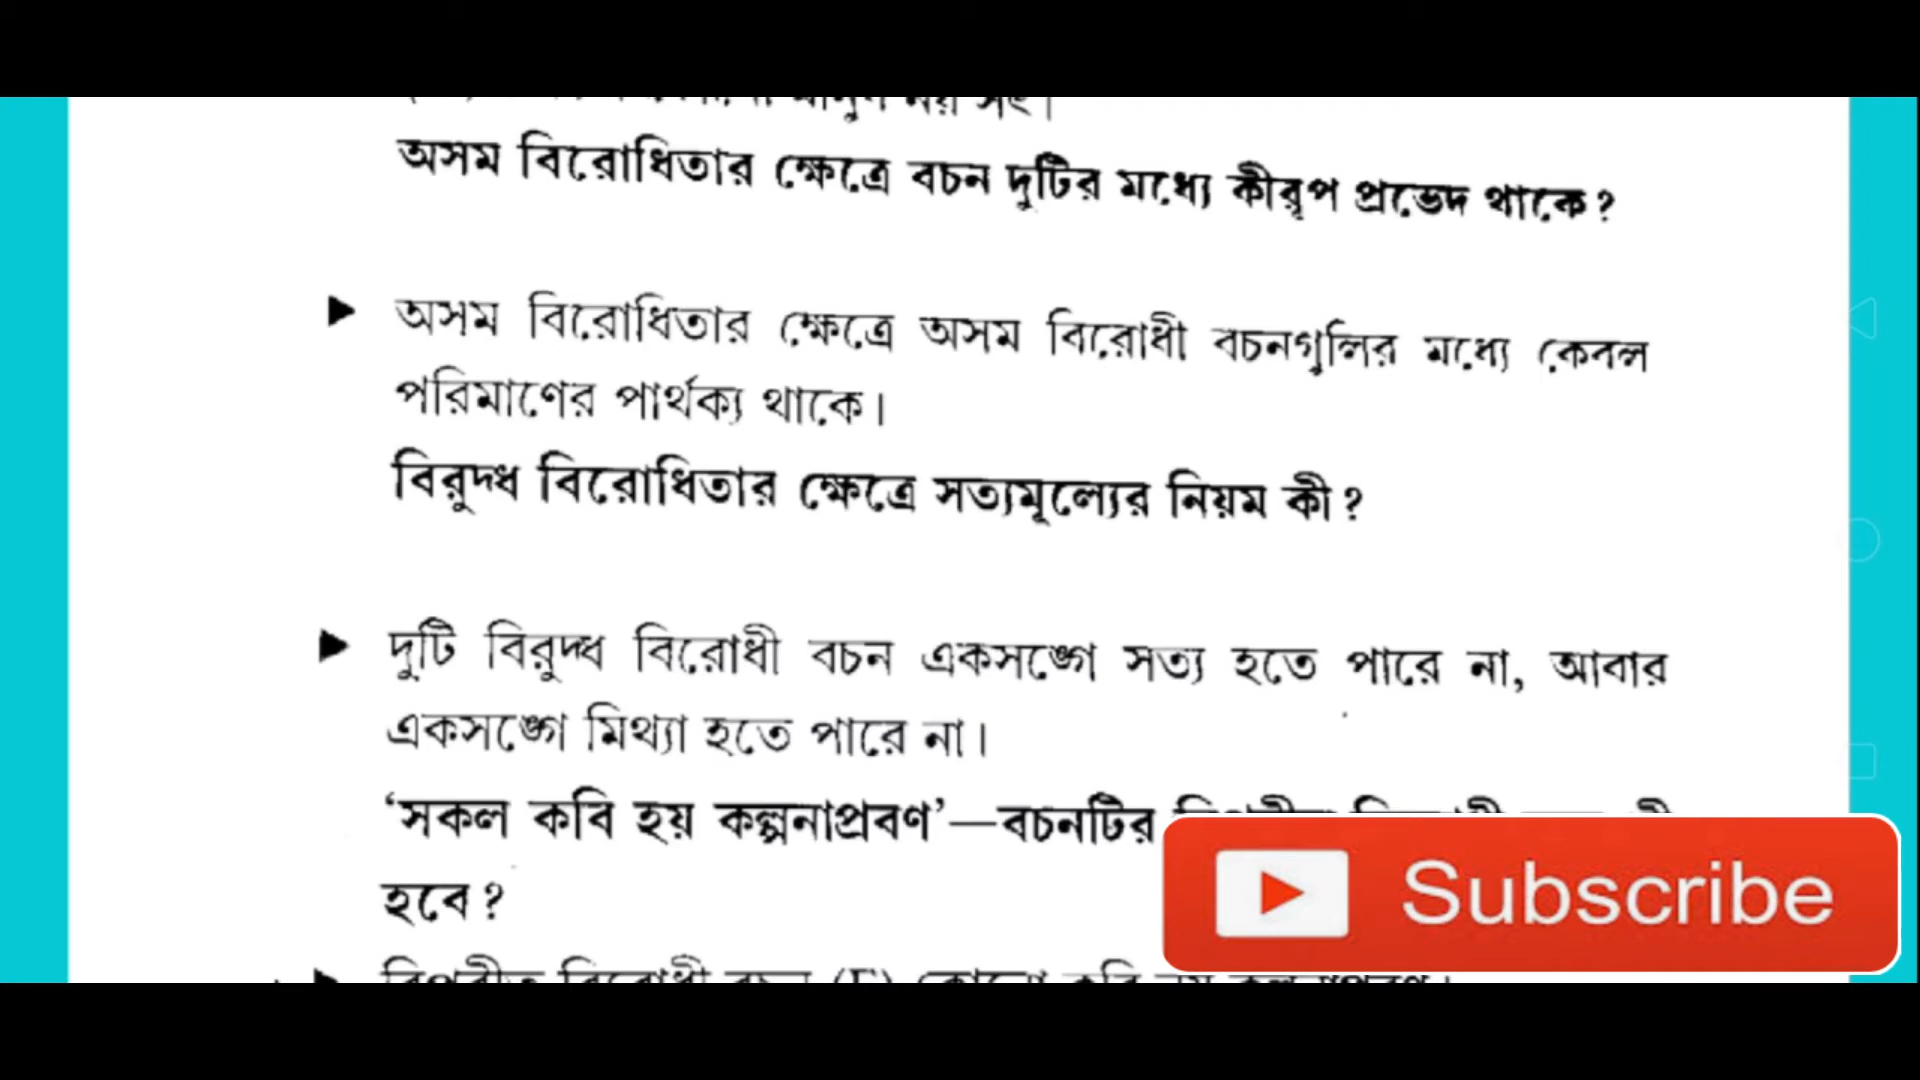 সৎ।
অসম বিরোধিতার ক্ষেত্রে বচন দুটির মধ্যে কীরূপ প্রভেদ থাকে?
▶ অসম বিরোধিতার ক্ষেত্রে অসম বিরোধী বচনগুলির মধ্যে কেবল
পরিমাণের পার্থক্য থাকে।
বিরুদ্ধ বিরোধিতার ক্ষেত্রে সত্যমূল্যের নিয়ম কী?
▶ দুটি বিরুদ্ধ বিরোধী বচন একসঙ্গে সত্য হতে পারে না, আবার
একসঙ্গে মিথ্যা হতে পারে না।
‘সকল কবি হয় কল্পনাপ্রবণ’—বচনটির
হবে?
Subscribe